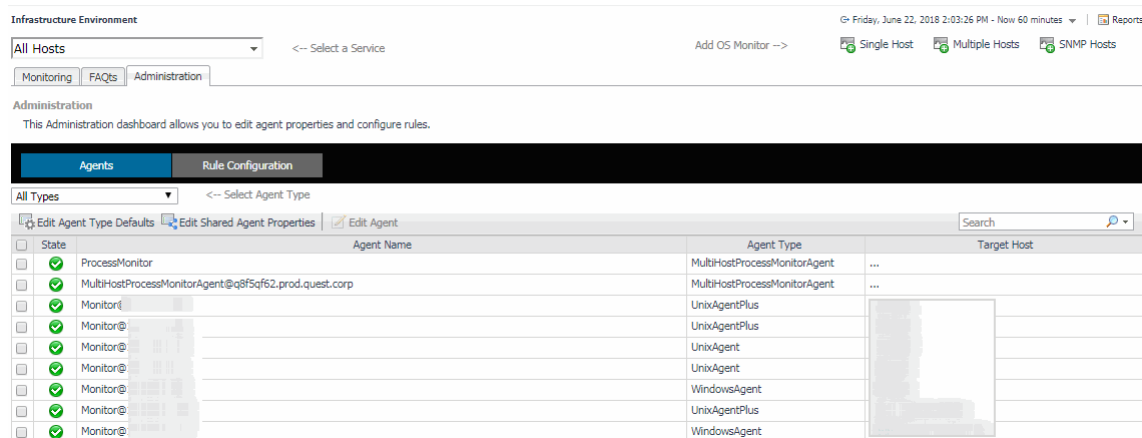 Infrastructure Environment
Friday, June 22, 2018 2:03:26 PM - Now 60 minutes Reports
All Hosts <-- Select a Service Add OS Monitor --> Single Host Multiple Hosts SNMP Hosts
Monitoring FAQts Administration
Administration
This Administration dashboard allows you to edit agent properties and configure rules.
Agents Rule Configuration
All Types <-- Select Agent Type
Edit Agent Type Defaults Edit Shared Agent Properties Edit Agent Search
State Agent Name Agent Type Target Host
ProcessMonitor MultiHostProcessMonitorAgent ...
MultiHostProcessMonitorAgent@q8f5qf62.prod.quest.corp MultiHostProcessMonitorAgent ...
Monitor@ UnixAgentPlus
Monitor@ UnixAgentPlus
Monitor@ UnixAgent
Monitor@ UnixAgent
Monitor@ WindowsAgent
Monitor@ UnixAgentPlus
Monitor@ WindowsAgent